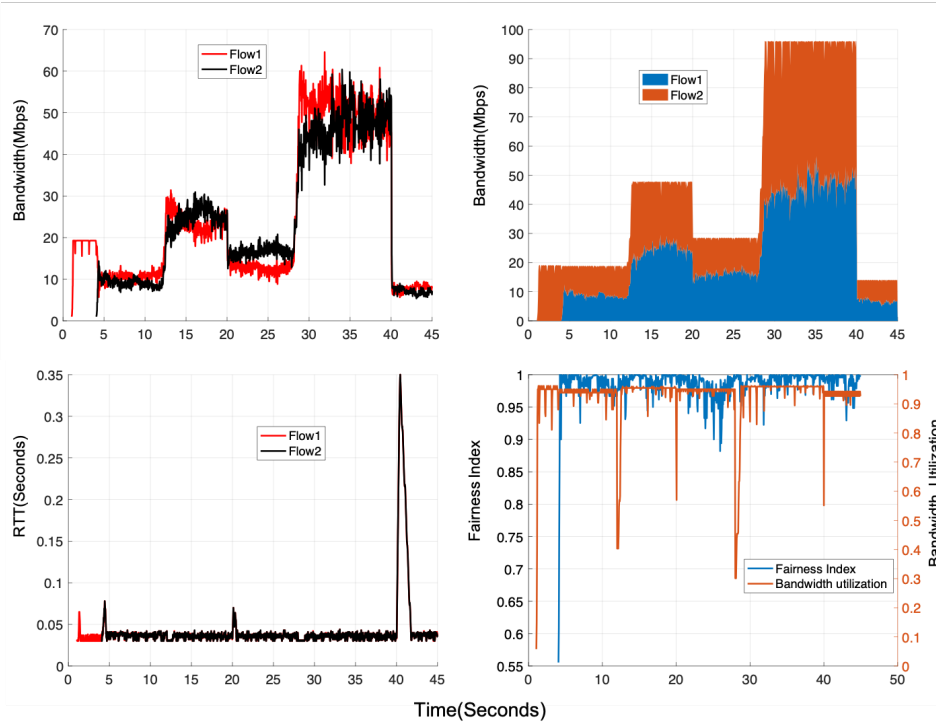 70
60
50
40
30
20
10
0
Bandwidth(Mbps)
Flow1
Flow2
0 5 10 15 20 25 30 35 40 45
100
90
80
70
60
50
40
30
20
10
0
Bandwidth(Mbps)
Flow1
Flow2
0 5 10 15 20 25 30 35 40 45
0.35
0.3
0.25
0.2
0.15
0.1
0.05
0
RTT(Seconds)
Flow1
Flow2
0 5 10 15 20 25 30 35 40 45
1
0.95
0.9
0.85
0.8
0.75
0.7
0.65
0.6
0.55
Fairness Index
Fairness Index
Bandwidth utilization
1
0.9
0.8
0.7
0.6
0.5
0.4
0.3
0.2
0.1
0
Bandwidth Utilization
0 10 20 30 40 50
Time(Seconds)